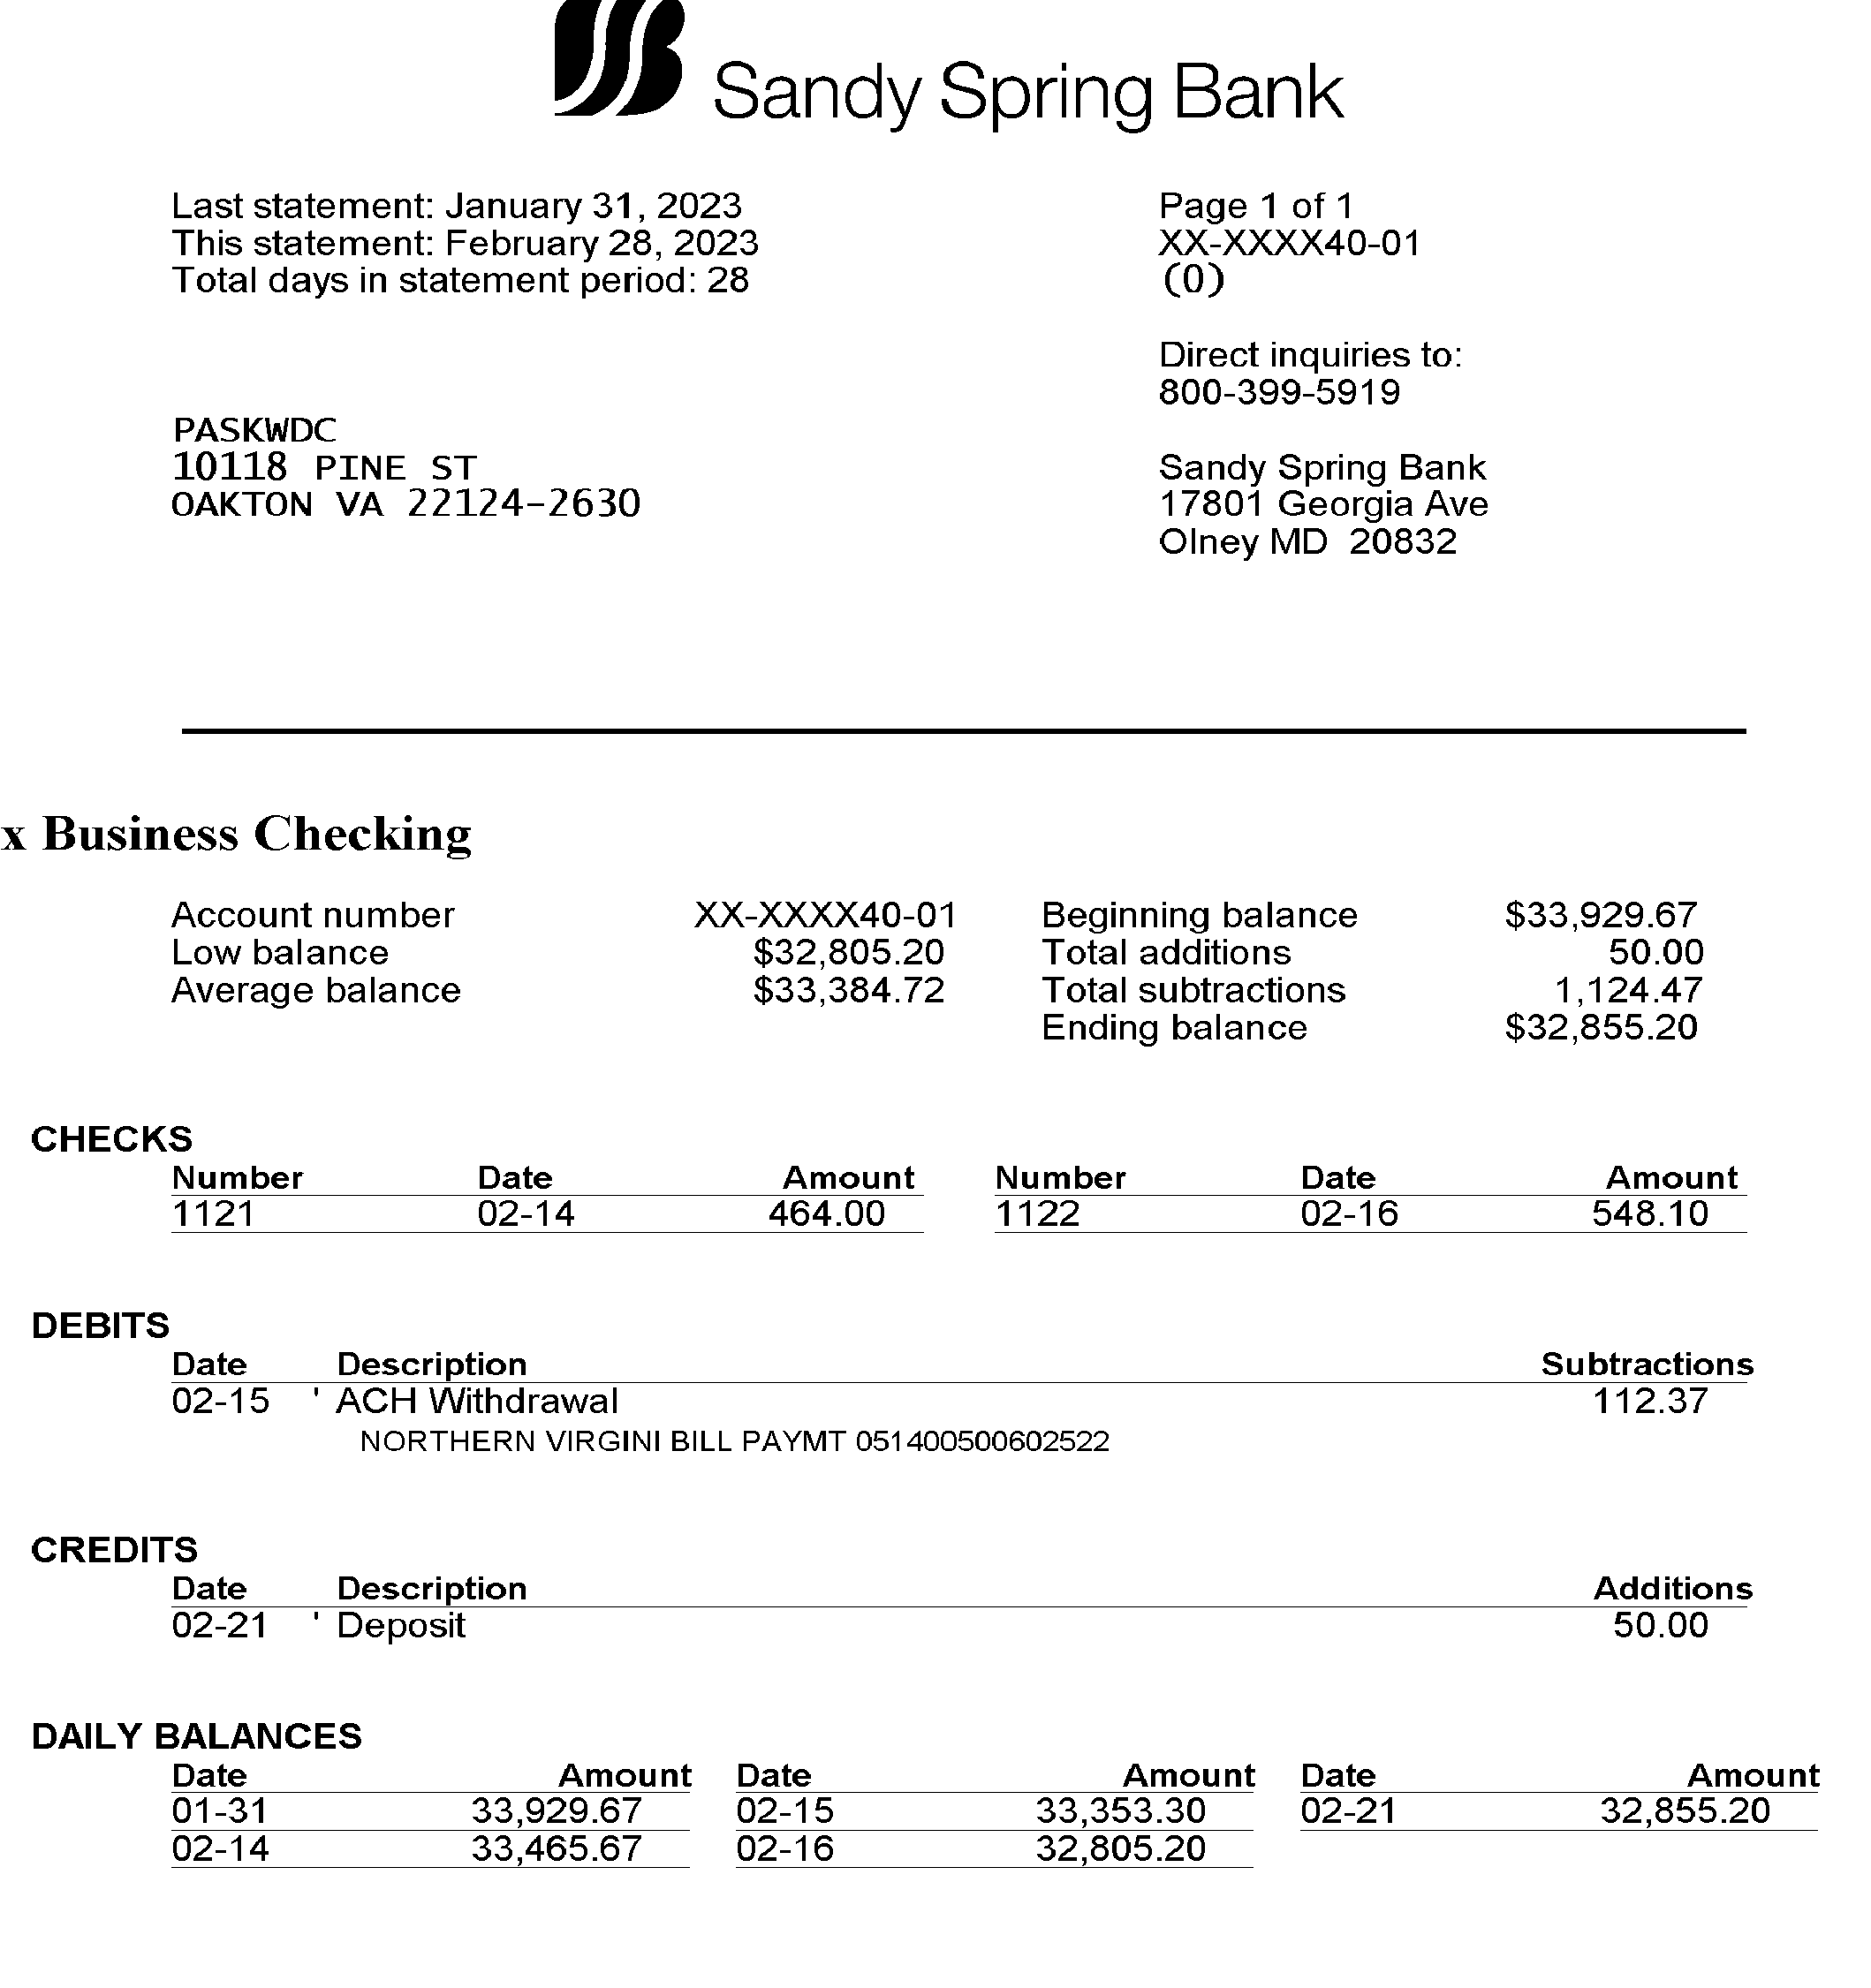 Sandy Spring Bank
Last statement: January 31, 2023
This statement: February 28, 2023
Total days in statement period: 28
Page 1 of 1
XX-XXXX40-01
(0)
Direct inquiries to:
800-399-5919
PASKWDC
10118 PINE ST
OAKTON VA 22124-2630
Sandy Spring Bank
17801 Georgia Ave
Olney MD 20832
x Business Checking
Account number XX-XXXX40-01 Beginning balance $33,929.67
Low balance $32,805.20 Total additions 50.00
Average balance $33,384.72 Total subtractions 1,124.47
Ending balance $32,855.20
CHECKS
Number Date Amount Number Date Amount
1121 02-14 464.00 1122 02-16 548.10
DEBITS
Date Description Subtractions
02-15 ' ACH Withdrawal 112.37
NORTHERN VIRGINI BILL PAYMT 051400500602522
CREDITS
Date Description Additions
02-21 ' Deposit 50.00
DAILY BALANCES
Date Amount Date Amount Date Amount
01-31 33,929.67 02-15 33,353.30 02-21 32,855.20
02-14 33,465.67 02-16 32,805.20